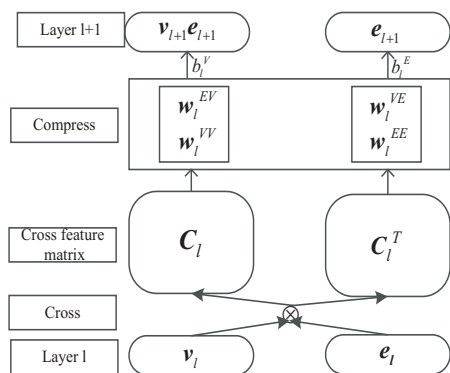 Layer l+1
v_{l+1}e_{l+1}
e_{l+1}
b_l^V
b_l^E
Compress
w_l^{EV}
w_l^{VV}
w_l^{VE}
w_l^{EE}
Cross feature
matrix
C_l
C_l^T
Cross
⊗
Layer l
v_l
e_l